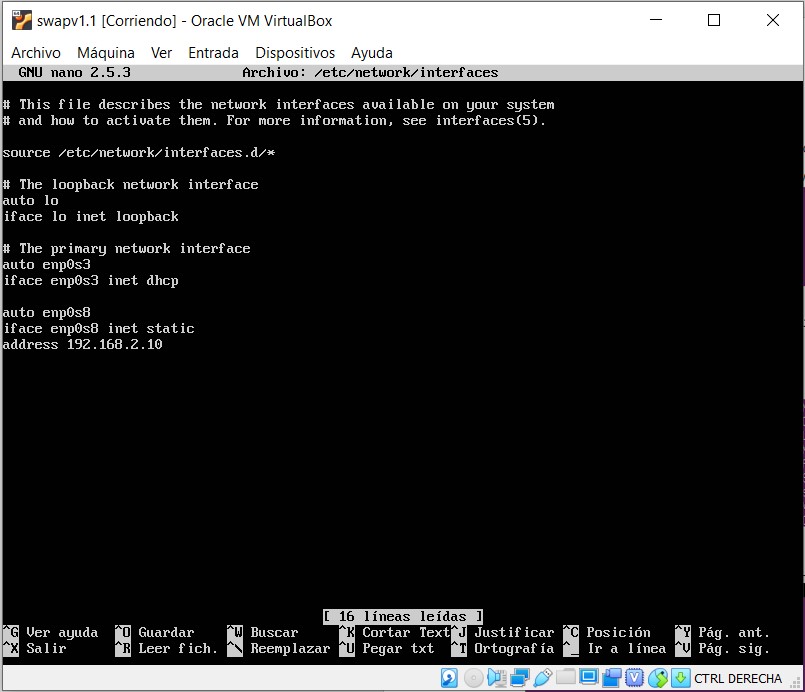 swapv1.1 [Corriendo] - Oracle VM VirtualBox
Archivo Máquina Ver Entrada Dispositivos Ayuda
GNU nano 2.5.3 Archivo: /etc/network/interfaces
# This file describes the network interfaces available on your system
# and how to activate them. For more information, see interfaces(5).
source /etc/network/interfaces.d/*
# The loopback network interface
auto lo
iface lo inet loopback
# The primary network interface
auto enp0s3
iface enp0s3 inet dhcp
auto enp0s8
iface enp0s8 inet static
address 192.168.2.10
[ 16 líneas leídas ]
^G Ver ayuda ^O Guardar ^W Buscar ^K Cortar Text ^J Justificar ^C Posición ^Y Pág. ant.
^X Salir ^R Leer fich. ^\ Reemplazar ^U Pegar txt ^T Ortografía ^_ Ir a línea ^V Pág. sig.
CTRL DERECHA